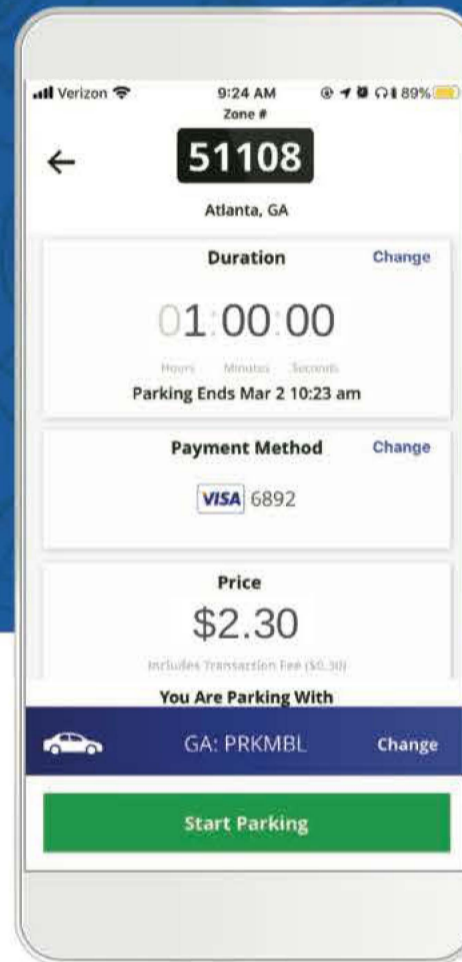 Verizon 9:24 AM 89%
Zone #
51108
Atlanta, GA
Duration Change
01:00:00
Hours Minutes Seconds
Parking Ends Mar 2 10:23 am
Payment Method Change
VISA 6892
Price
$2.30
Includes Transaction Fee ($0.30)
You Are Parking With
GA: PRKMBL Change
Start Parking